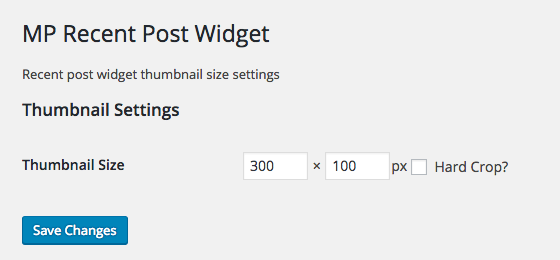 MP Recent Post Widget
Recent post widget thumbnail size settings
Thumbnail Settings
Thumbnail Size 300 × 100 px Hard Crop?
Save Changes